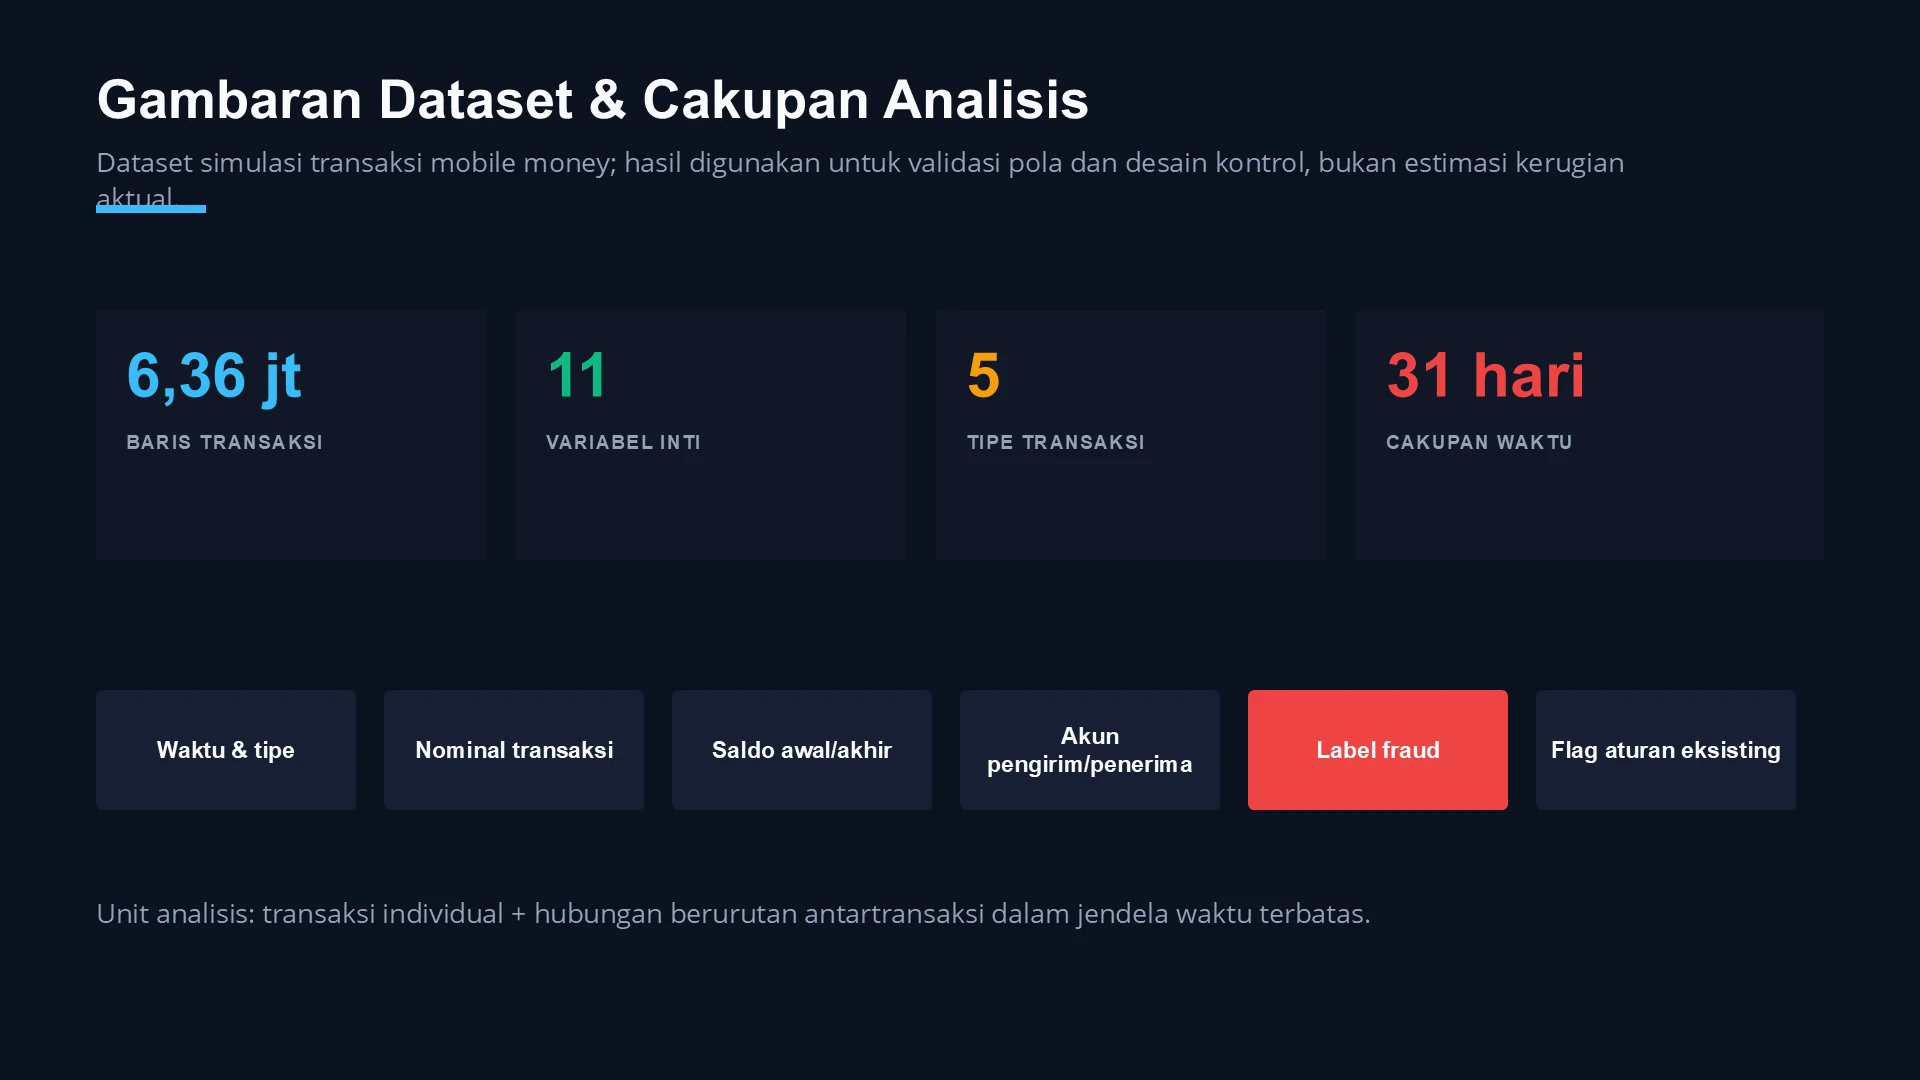 Gambaran Dataset & Cakupan Analisis
Dataset simulasi transaksi mobile money; hasil digunakan untuk validasi pola dan desain kontrol, bukan estimasi kerugian
aktual.
6,36 jt
BARIS TRANSAKSI
11
VARIABEL INTI
5
TIPE TRANSAKSI
31 hari
CAKUPAN WAKTU
Waktu & tipe
Nominal transaksi
Saldo awal/akhir
Akun
pengirim/penerima
Label fraud
Flag aturan eksisting
Unit analisis: transaksi individual + hubungan berurutan antartransaksi dalam jendela waktu terbatas.